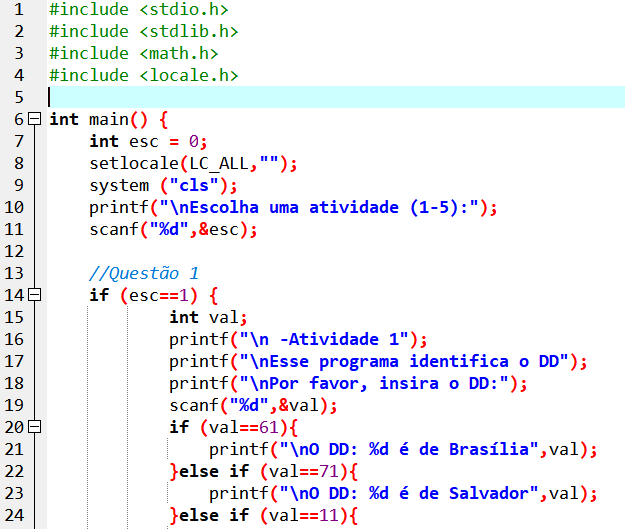 1 #include <stdio.h>
2 #include <stdlib.h>
3 #include <math.h>
4 #include <locale.h>
5
6 int main() {
7 int esc = 0;
8 setlocale(LC_ALL,"");
9 system ("cls");
10 printf("\nEscolha uma atividade (1-5):");
11 scanf("%d",&esc);
12
13 //Questão 1
14 if (esc==1) {
15 int val;
16 printf("\n -Atividade 1");
17 printf("\nEsse programa identifica o DD");
18 printf("\nPor favor, insira o DD:");
19 scanf("%d",&val);
20 if (val==61){
21 printf("\nO DD: %d é de Brasília",val);
22 }else if (val==71){
23 printf("\nO DD: %d é de Salvador",val);
24 }else if (val==11){